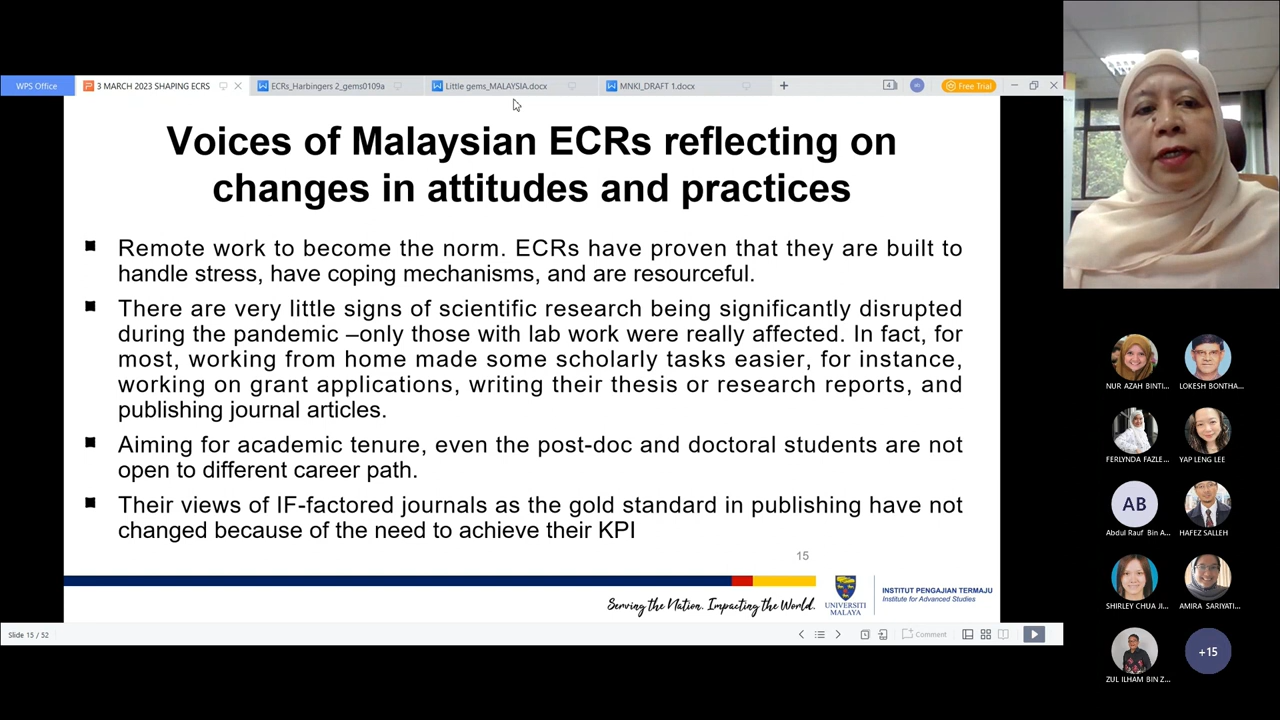 WPS Office
3 MARCH 2023 SHAPING ECRS
ECRs_Harbingers 2_gems0109a
Little gems_MALAYSIA.docx
MNKI_DRAFT 1.docx
4
Free Trial
Voices of Malaysian ECRs reflecting on
changes in attitudes and practices
Remote work to become the norm. ECRs have proven that they are built to
handle stress, have coping mechanisms, and are resourceful.
There are very little signs of scientific research being significantly disrupted
during the pandemic –only those with lab work were really affected. In fact, for
most, working from home made some scholarly tasks easier, for instance,
working on grant applications, writing their thesis or research reports, and
publishing journal articles.
Aiming for academic tenure, even the post-doc and doctoral students are not
open to different career path.
Their views of IF-factored journals as the gold standard in publishing have not
changed because of the need to achieve their KPI
15
Serving the Nation. Impacting the World.
UNIVERSITI
MALAYA
INSTITUT PENGAJIAN TERMAJU
Institute for Advanced Studies
Slide 15 / 52
Comment
NUR AZAH BINTI...
LOKESH BONTHA...
FERLYNDA FAZLE...
YAP LENG LEE
AB
Abdul Rauf Bin A...
HAFEZ SALLEH
SHIRLEY CHUA JI...
AMIRA SARIYATI...
ZUL ILHAM BIN Z...
+15